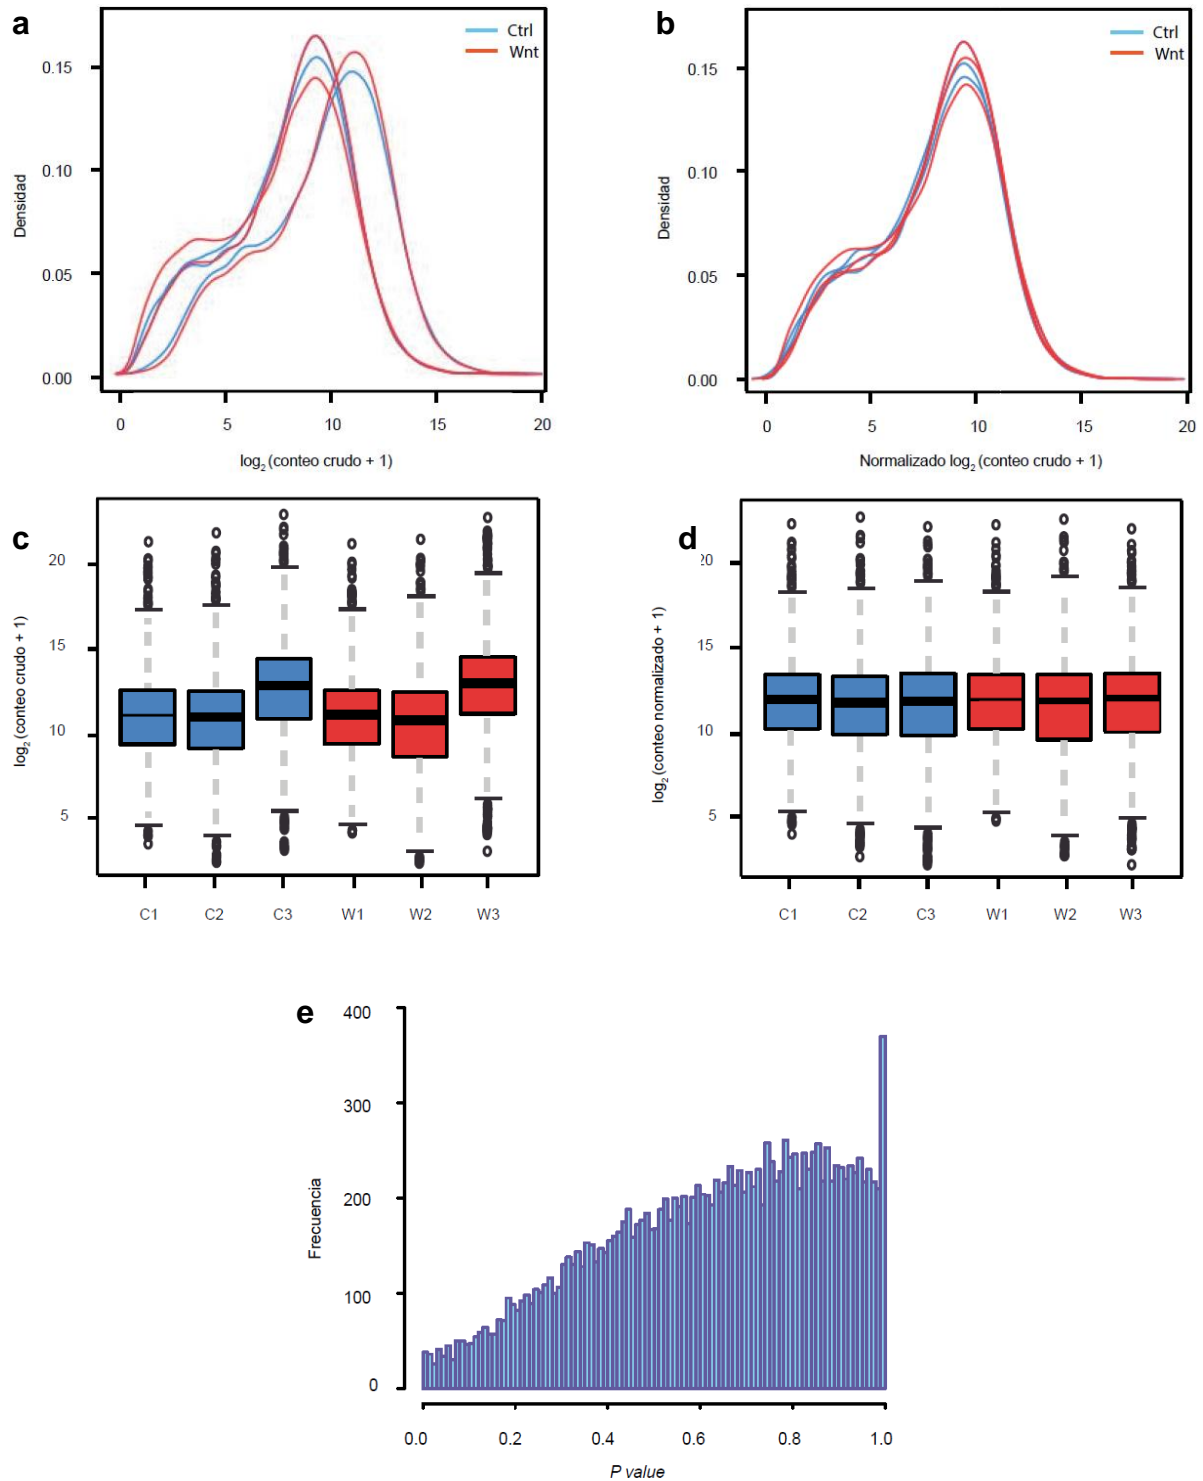 a
Ctrl
Wnt
0.15
0.10
0.05
0.00
Densidad
0
5
10
15
20
log2 (conteo crudo + 1)
b
Ctrl
Wnt
0.15
0.10
0.05
0.00
Densidad
0
5
10
15
20
Normalizado log2 (conteo crudo + 1)
c
20
15
10
5
log2 (conteo crudo + 1)
C1
C2
C3
W1
W2
W3
d
20
15
10
5
log2 (conteo normalizado + 1)
C1
C2
C3
W1
W2
W3
e
400
300
200
100
0
Frecuencia
0.0
0.2
0.4
0.6
0.8
1.0
P value